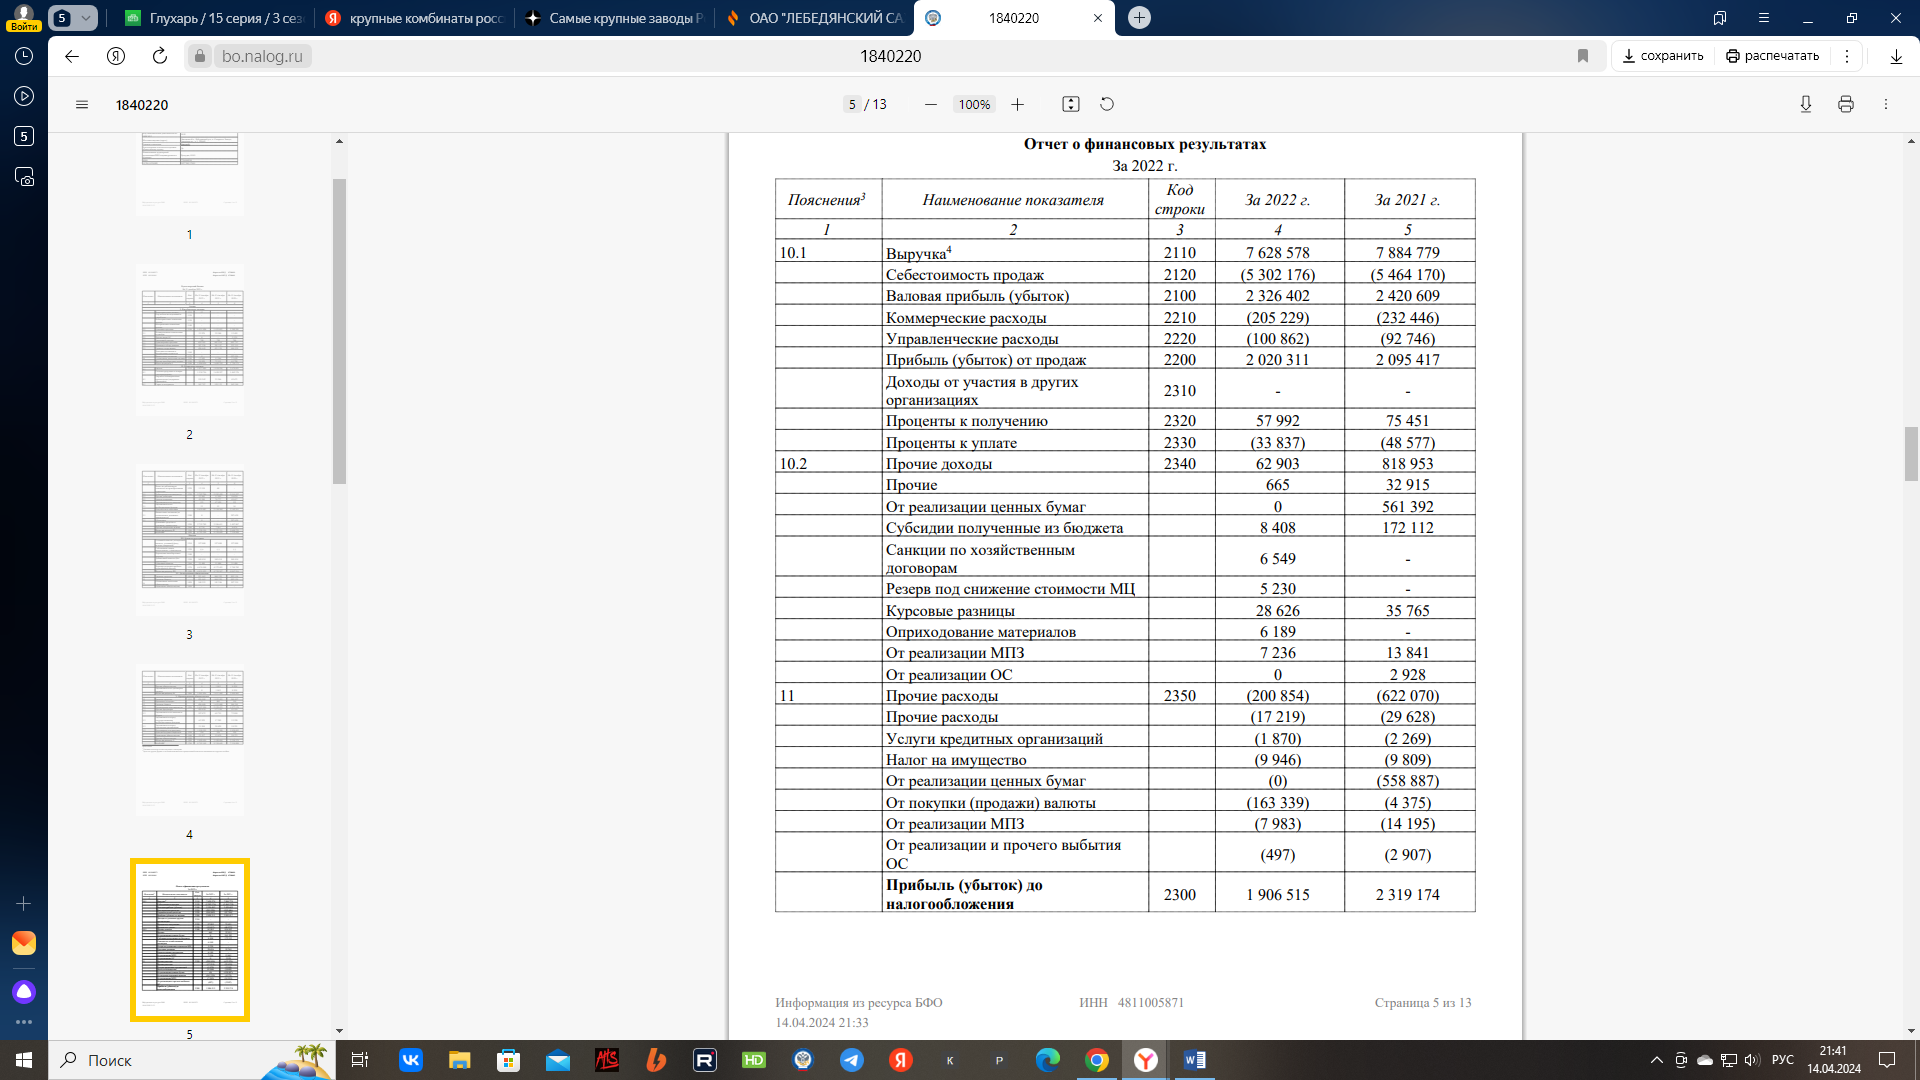 Войти
5
Глухарь / 15 серия / 3 сез
крупные комбинаты росс
Самые крупные заводы Р
ОАО "ЛЕБЕДЯНСКИЙ СА
1840220
bo.nalog.ru
1840220
сохранить
распечатать
5
1840220
5 / 13
100%
1
2
3
4
5
Отчет о финансовых результатах
За 2022 г.
Пояснения³ Наименование показателя Код строки За 2022 г. За 2021 г.
1 2 3 4 5
10.1 Выручка⁴ 2110 7 628 578 7 884 779
Себестоимость продаж 2120 (5 302 176) (5 464 170)
Валовая прибыль (убыток) 2100 2 326 402 2 420 609
Коммерческие расходы 2210 (205 229) (232 446)
Управленческие расходы 2220 (100 862) (92 746)
Прибыль (убыток) от продаж 2200 2 020 311 2 095 417
Доходы от участия в других организациях 2310 - -
Проценты к получению 2320 57 992 75 451
Проценты к уплате 2330 (33 837) (48 577)
10.2 Прочие доходы 2340 62 903 818 953
Прочие 665 32 915
От реализации ценных бумаг 0 561 392
Субсидии полученные из бюджета 8 408 172 112
Санкции по хозяйственным договорам 6 549 -
Резерв под снижение стоимости МЦ 5 230 -
Курсовые разницы 28 626 35 765
Оприходование материалов 6 189 -
От реализации МПЗ 7 236 13 841
От реализации ОС 0 2 928
11 Прочие расходы 2350 (200 854) (622 070)
Прочие расходы (17 219) (29 628)
Услуги кредитных организаций (1 870) (2 269)
Налог на имущество (9 946) (9 809)
От реализации ценных бумаг (0) (558 887)
От покупки (продажи) валюты (163 339) (4 375)
От реализации МПЗ (7 983) (14 195)
От реализации и прочего выбытия ОС (497) (2 907)
Прибыль (убыток) до налогообложения 2300 1 906 515 2 319 174
Информация из ресурса БФО ИНН 4811005871 Страница 5 из 13
14.04.2024 21:33
Поиск
HD
К
Р
РУС
21:41
14.04.2024